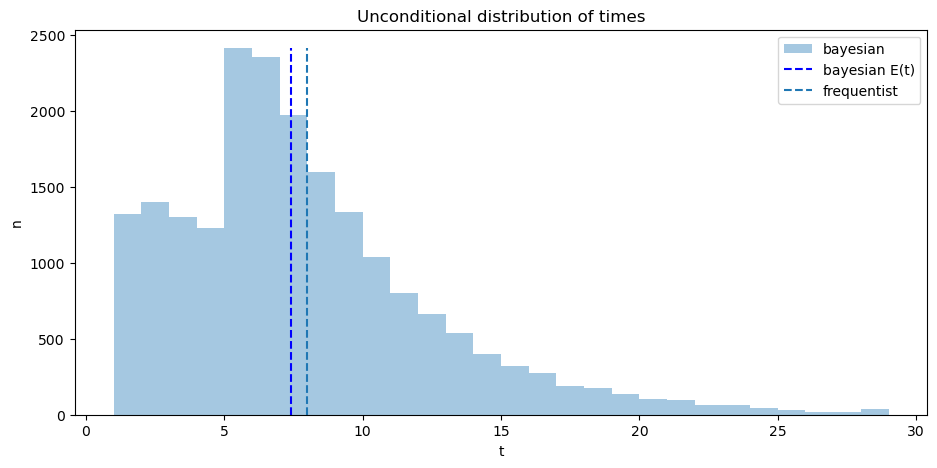 Unconditional distribution of times
bayesian
bayesian E(t)
frequentist
n
2500
2000
1500
1000
500
0
0 5 10 15 20 25 30
t